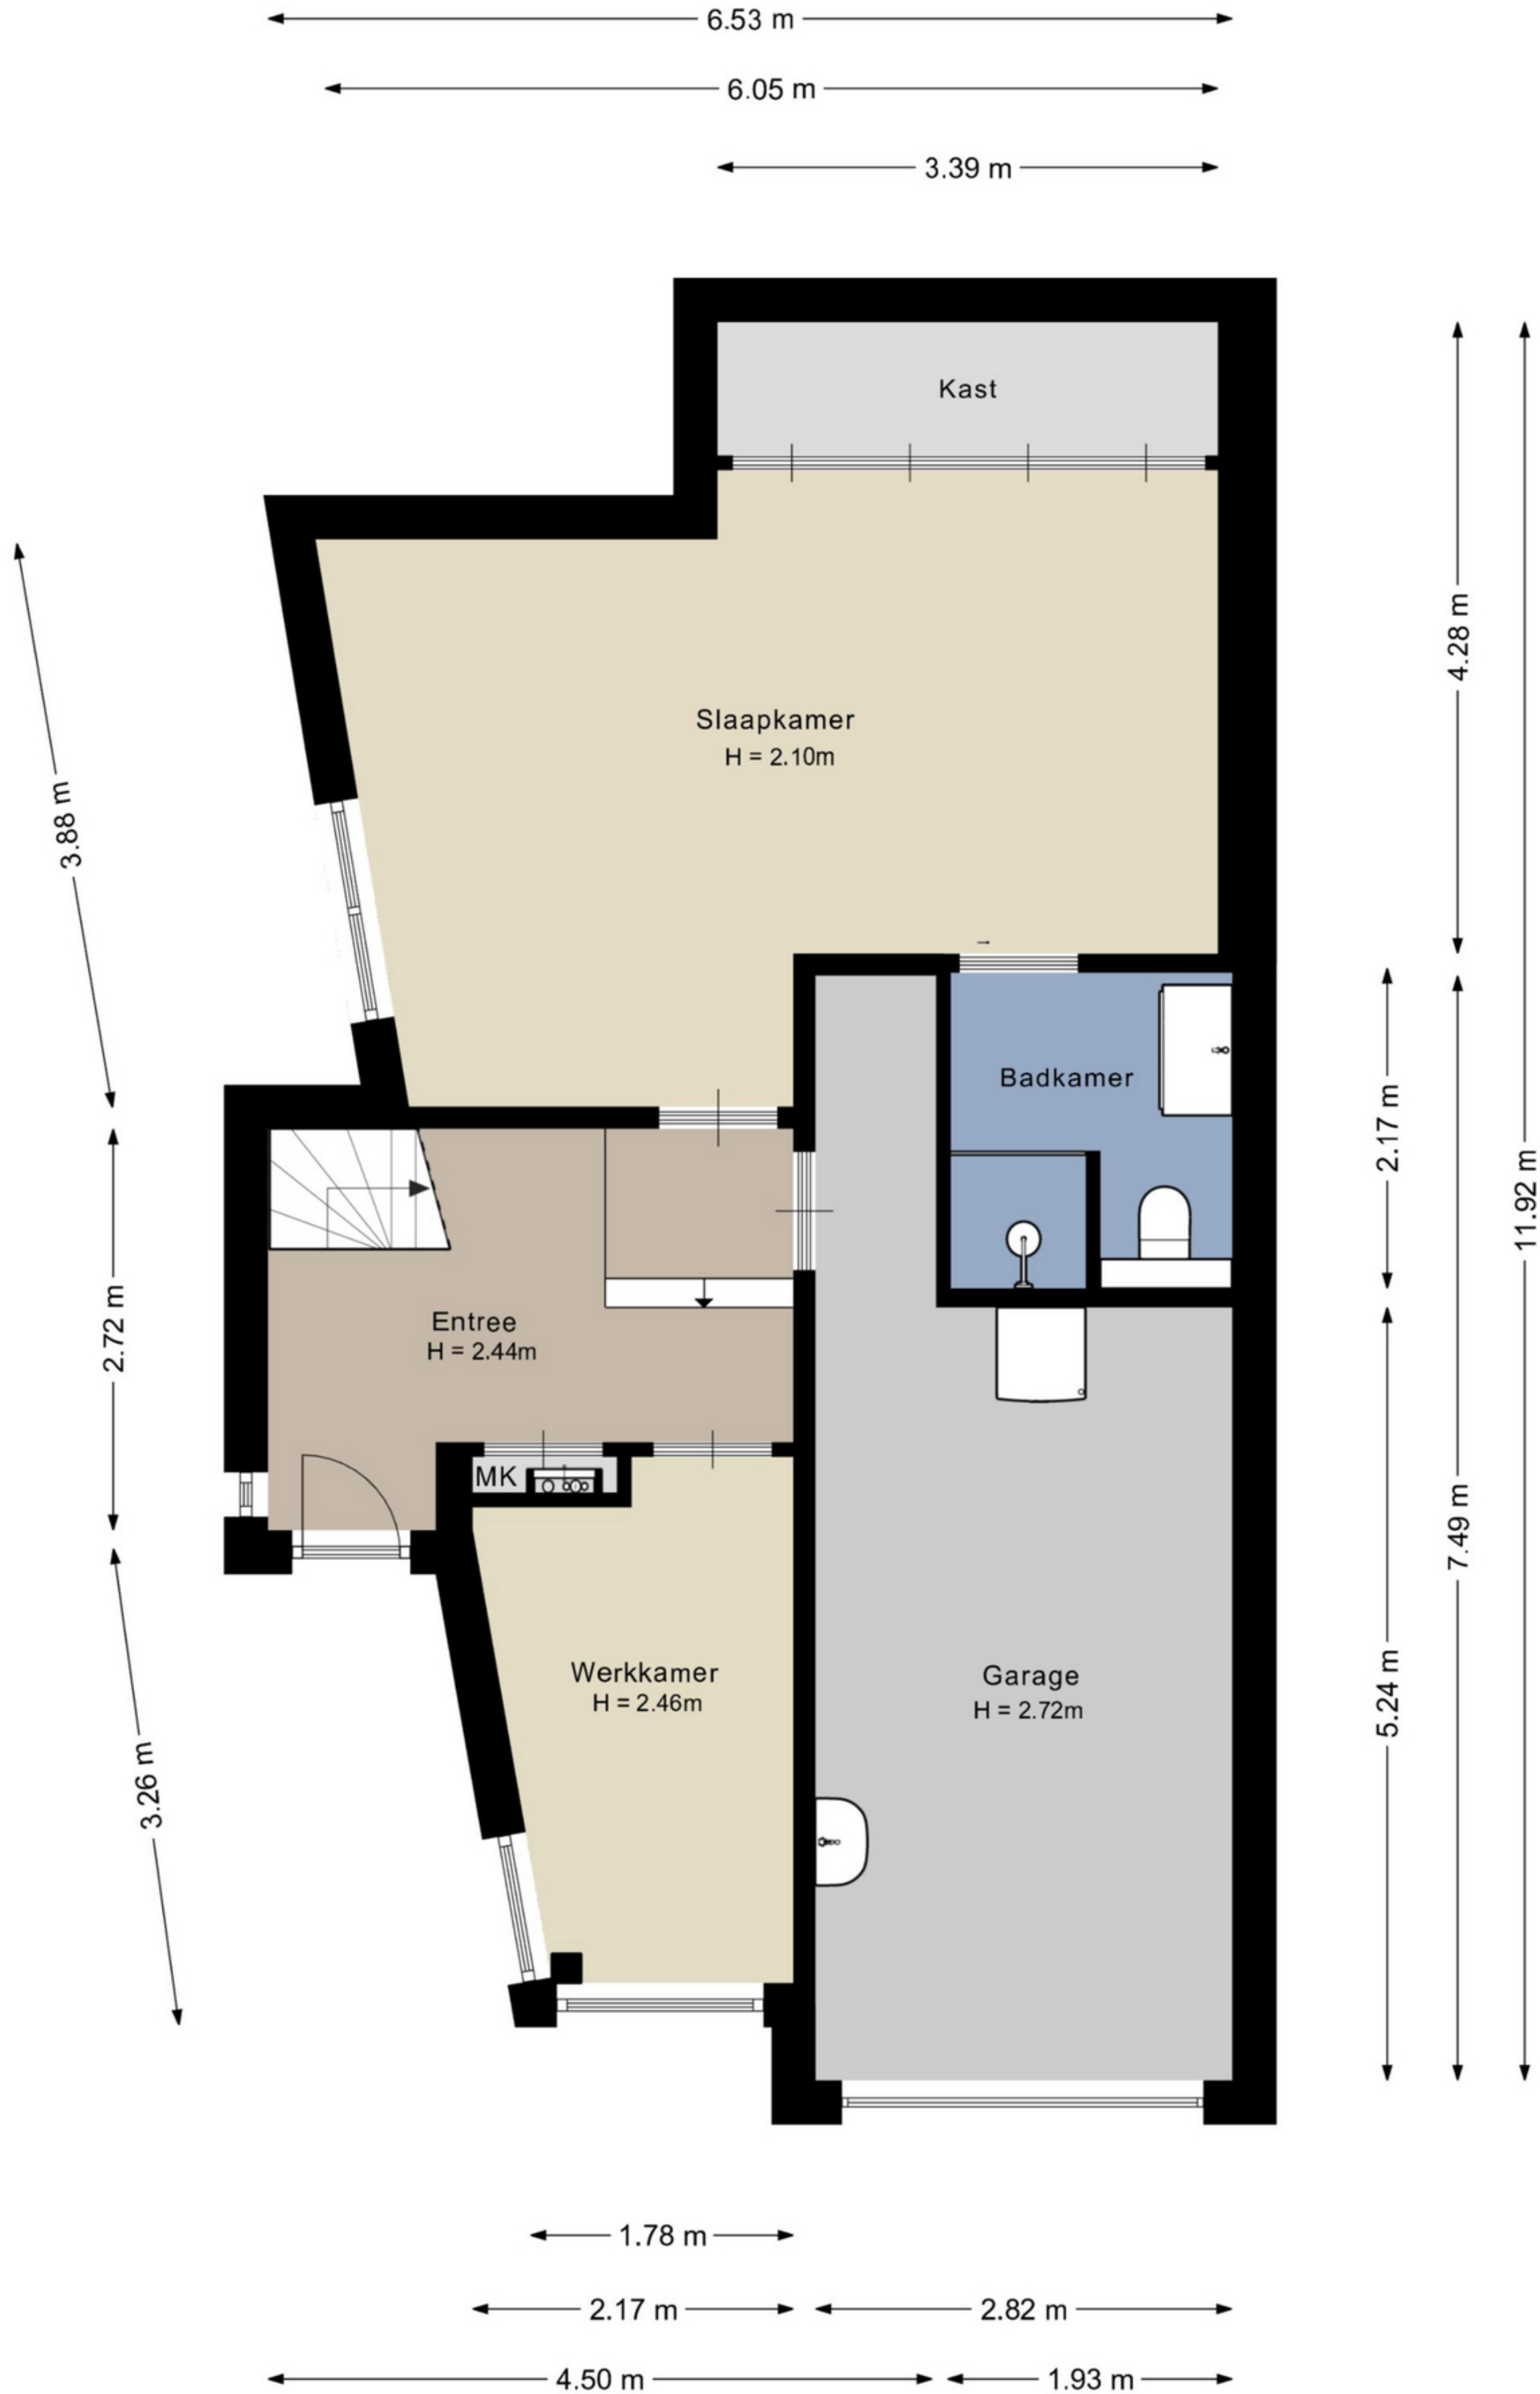 6.53 m
6.05 m
3.39 m
Kast
4.28 m
Slaapkamer
H = 2.10m
3.88 m
Badkamer
2.17 m
11.92 m
2.72 m
Entree
H = 2.44m
MK
7.49 m
Werkkamer
H = 2.46m
Garage
H = 2.72m
5.24 m
3.26 m
1.78 m
2.17 m
2.82 m
4.50 m
1.93 m